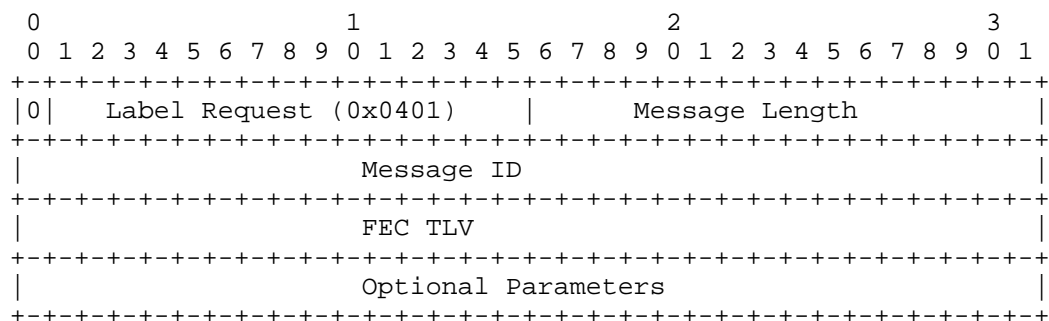 0                   1                   2                   3
 0 1 2 3 4 5 6 7 8 9 0 1 2 3 4 5 6 7 8 9 0 1 2 3 4 5 6 7 8 9 0 1
+-+-+-+-+-+-+-+-+-+-+-+-+-+-+-+-+-+-+-+-+-+-+-+-+-+-+-+-+-+-+-+-+
|0|   Label Request (0x0401)    |      Message Length           |
+-+-+-+-+-+-+-+-+-+-+-+-+-+-+-+-+-+-+-+-+-+-+-+-+-+-+-+-+-+-+-+-+
|                     Message ID                                |
+-+-+-+-+-+-+-+-+-+-+-+-+-+-+-+-+-+-+-+-+-+-+-+-+-+-+-+-+-+-+-+-+
|                     FEC TLV                                   |
+-+-+-+-+-+-+-+-+-+-+-+-+-+-+-+-+-+-+-+-+-+-+-+-+-+-+-+-+-+-+-+-+
|                     Optional Parameters                       |
+-+-+-+-+-+-+-+-+-+-+-+-+-+-+-+-+-+-+-+-+-+-+-+-+-+-+-+-+-+-+-+-+